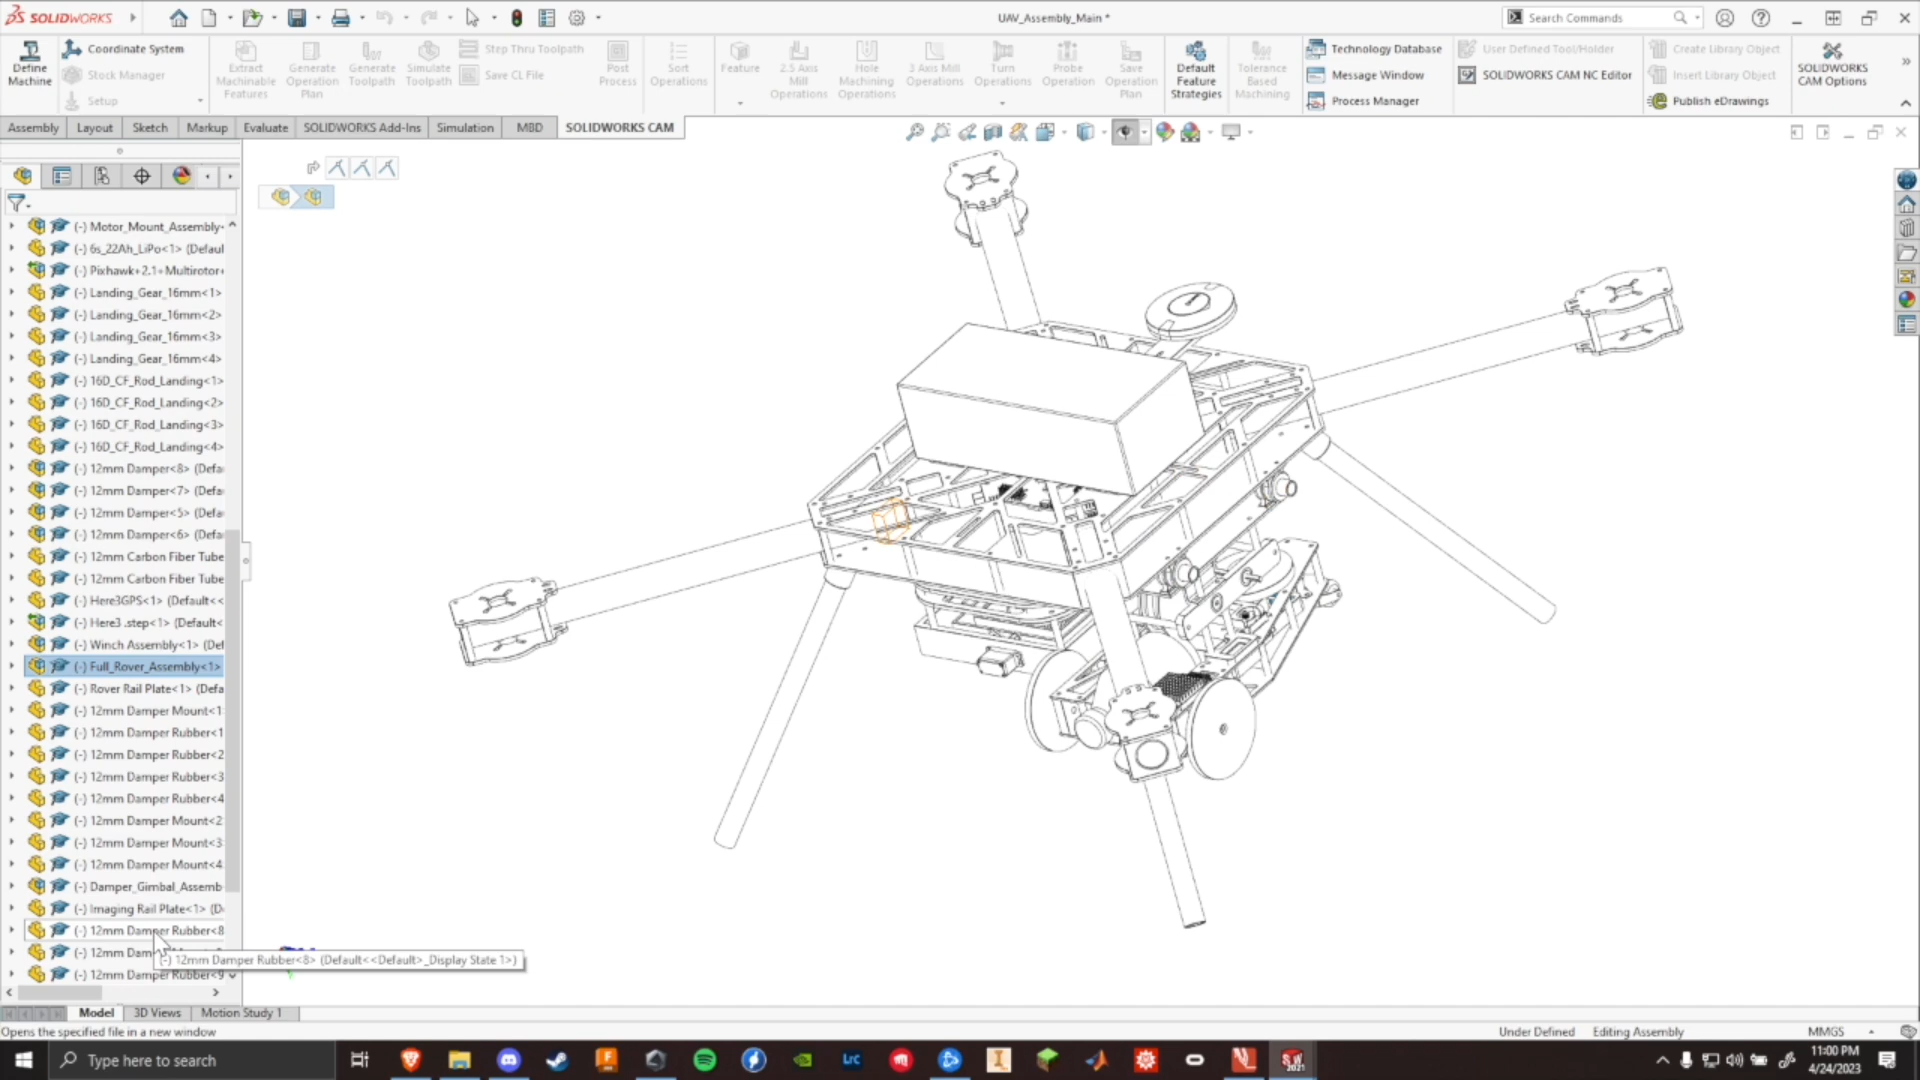 SOLIDWORKS
UAV_Assembly_Main *
Search Commands
Define Machine
Coordinate System
Stock Manager
Setup
Extract Machinable Features
Generate Operation Plan
Generate Toolpath
Simulate Toolpath
Step Thru Toolpath
Save CL File
Post Process
Sort Operations
Feature
2.5 Axis Mill Operations
Hole Machining Operations
3 Axis Mill Operations
Turn Operations
Probe Operation
Save Operation Plan
Default Feature Strategies
Tolerance Based Machining
Technology Database
Message Window
Process Manager
User Defined Tool/Holder
SOLIDWORKS CAM NC Editor
Create Library Object
Insert Library Object
Publish eDrawings
SOLIDWORKS CAM Options
Assembly
Layout
Sketch
Markup
Evaluate
SOLIDWORKS Add-Ins
Simulation
MBD
SOLIDWORKS CAM
(-) Motor_Mount_Assembly
(-) 6s_22Ah_LiPo<1> (Defaul
(-) Pixhawk+2.1+Multirotor+
(-) Landing_Gear_16mm<1>
(-) Landing_Gear_16mm<2>
(-) Landing_Gear_16mm<3>
(-) Landing_Gear_16mm<4>
(-) 16D_CF_Rod_Landing<1>
(-) 16D_CF_Rod_Landing<2>
(-) 16D_CF_Rod_Landing<3>
(-) 16D_CF_Rod_Landing<4>
(-) 12mm Damper<8> (Defa
(-) 12mm Damper<7> (Defa
(-) 12mm Damper<5> (Defa
(-) 12mm Damper<6> (Defa
(-) 12mm Carbon Fiber Tube
(-) 12mm Carbon Fiber Tube
(-) Here3GPS<1> (Default<<
(-) Here3 .step<1> (Default<
(-) Winch Assembly<1> (Def
(-) Full_Rover_Assembly<1>
(-) Rover Rail Plate<1> (Defa
(-) 12mm Damper Mount<1
(-) 12mm Damper Rubber<1
(-) 12mm Damper Rubber<2
(-) 12mm Damper Rubber<3
(-) 12mm Damper Rubber<4
(-) 12mm Damper Mount<2
(-) 12mm Damper Mount<3
(-) 12mm Damper Mount<4
(-) Damper_Gimbal_Assemb
(-) Imaging Rail Plate<1> (D
(-) 12mm Damper Rubber<8
(-) 12mm Dam
(-) 12mm Damper Rubber<8> (Default<<Default>_Display State 1>)
(-) 12mm Damper Rubber<9
Model
3D Views
Motion Study 1
Opens the specified file in a new window
Under Defined
Editing Assembly
MMGS
Type here to search
Lrc
SW
2021
11:00 PM
4/24/2023